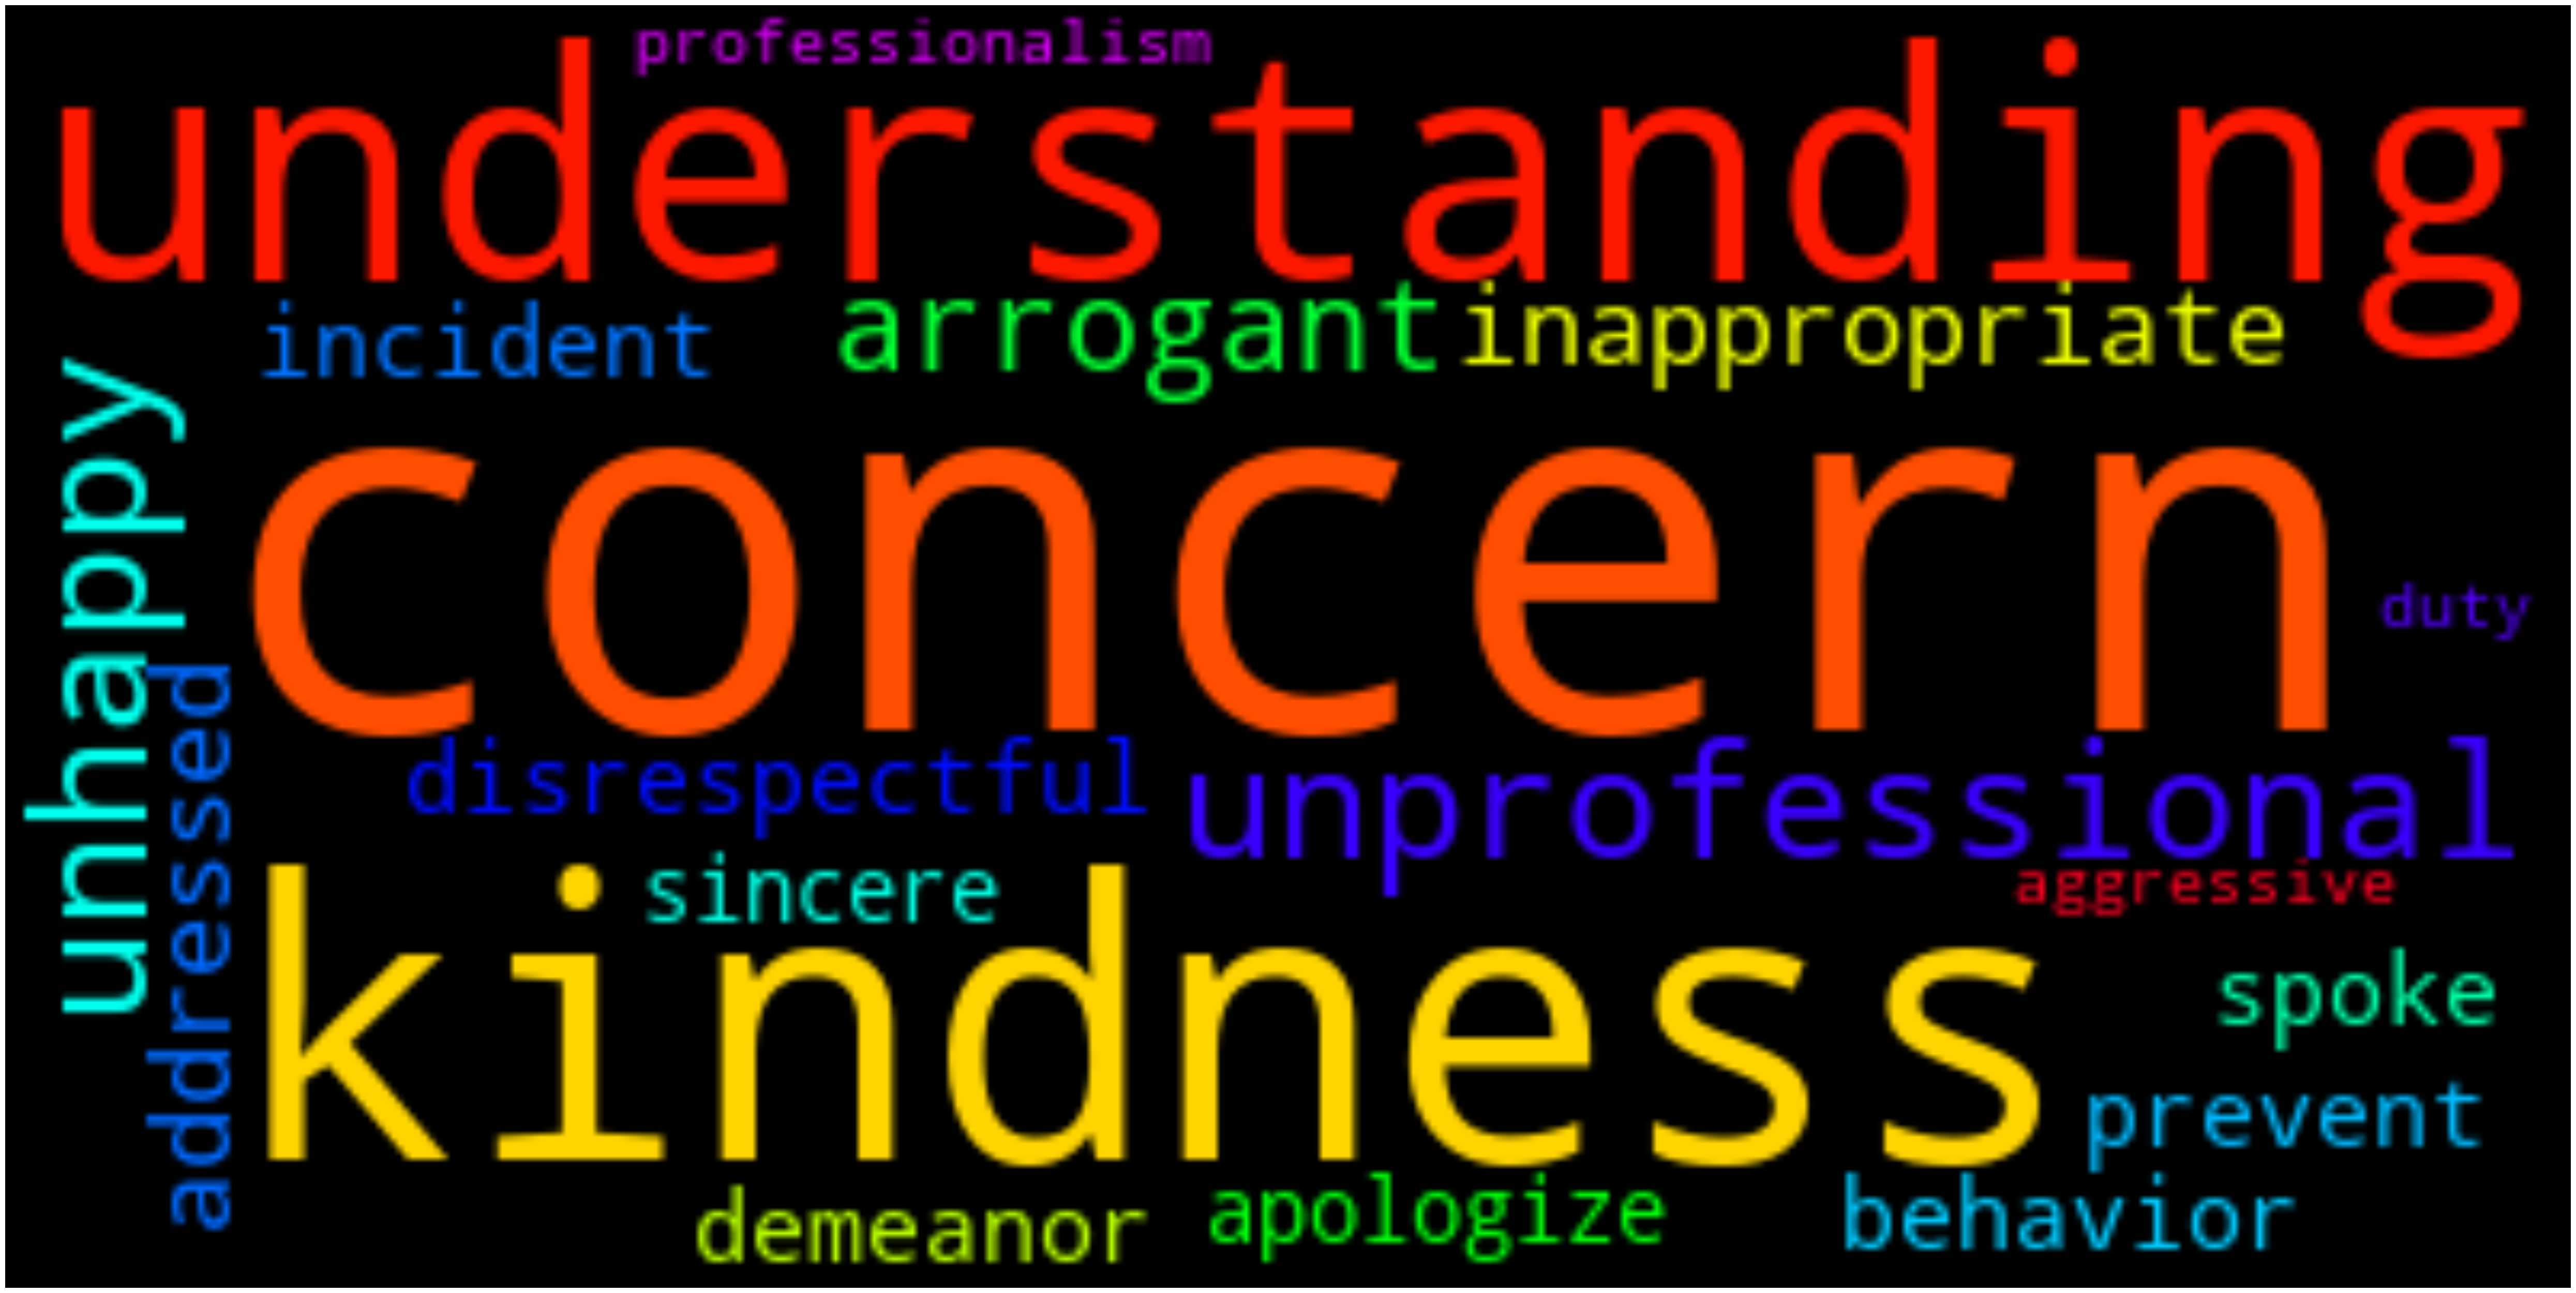 professionalism
understanding
incident
arrogant
inappropriate
unhappy
concern
duty
addressed
disrespectful
unprofessional
sincere
aggressive
kindness
spoke
prevent
demeanor
apologize
behavior